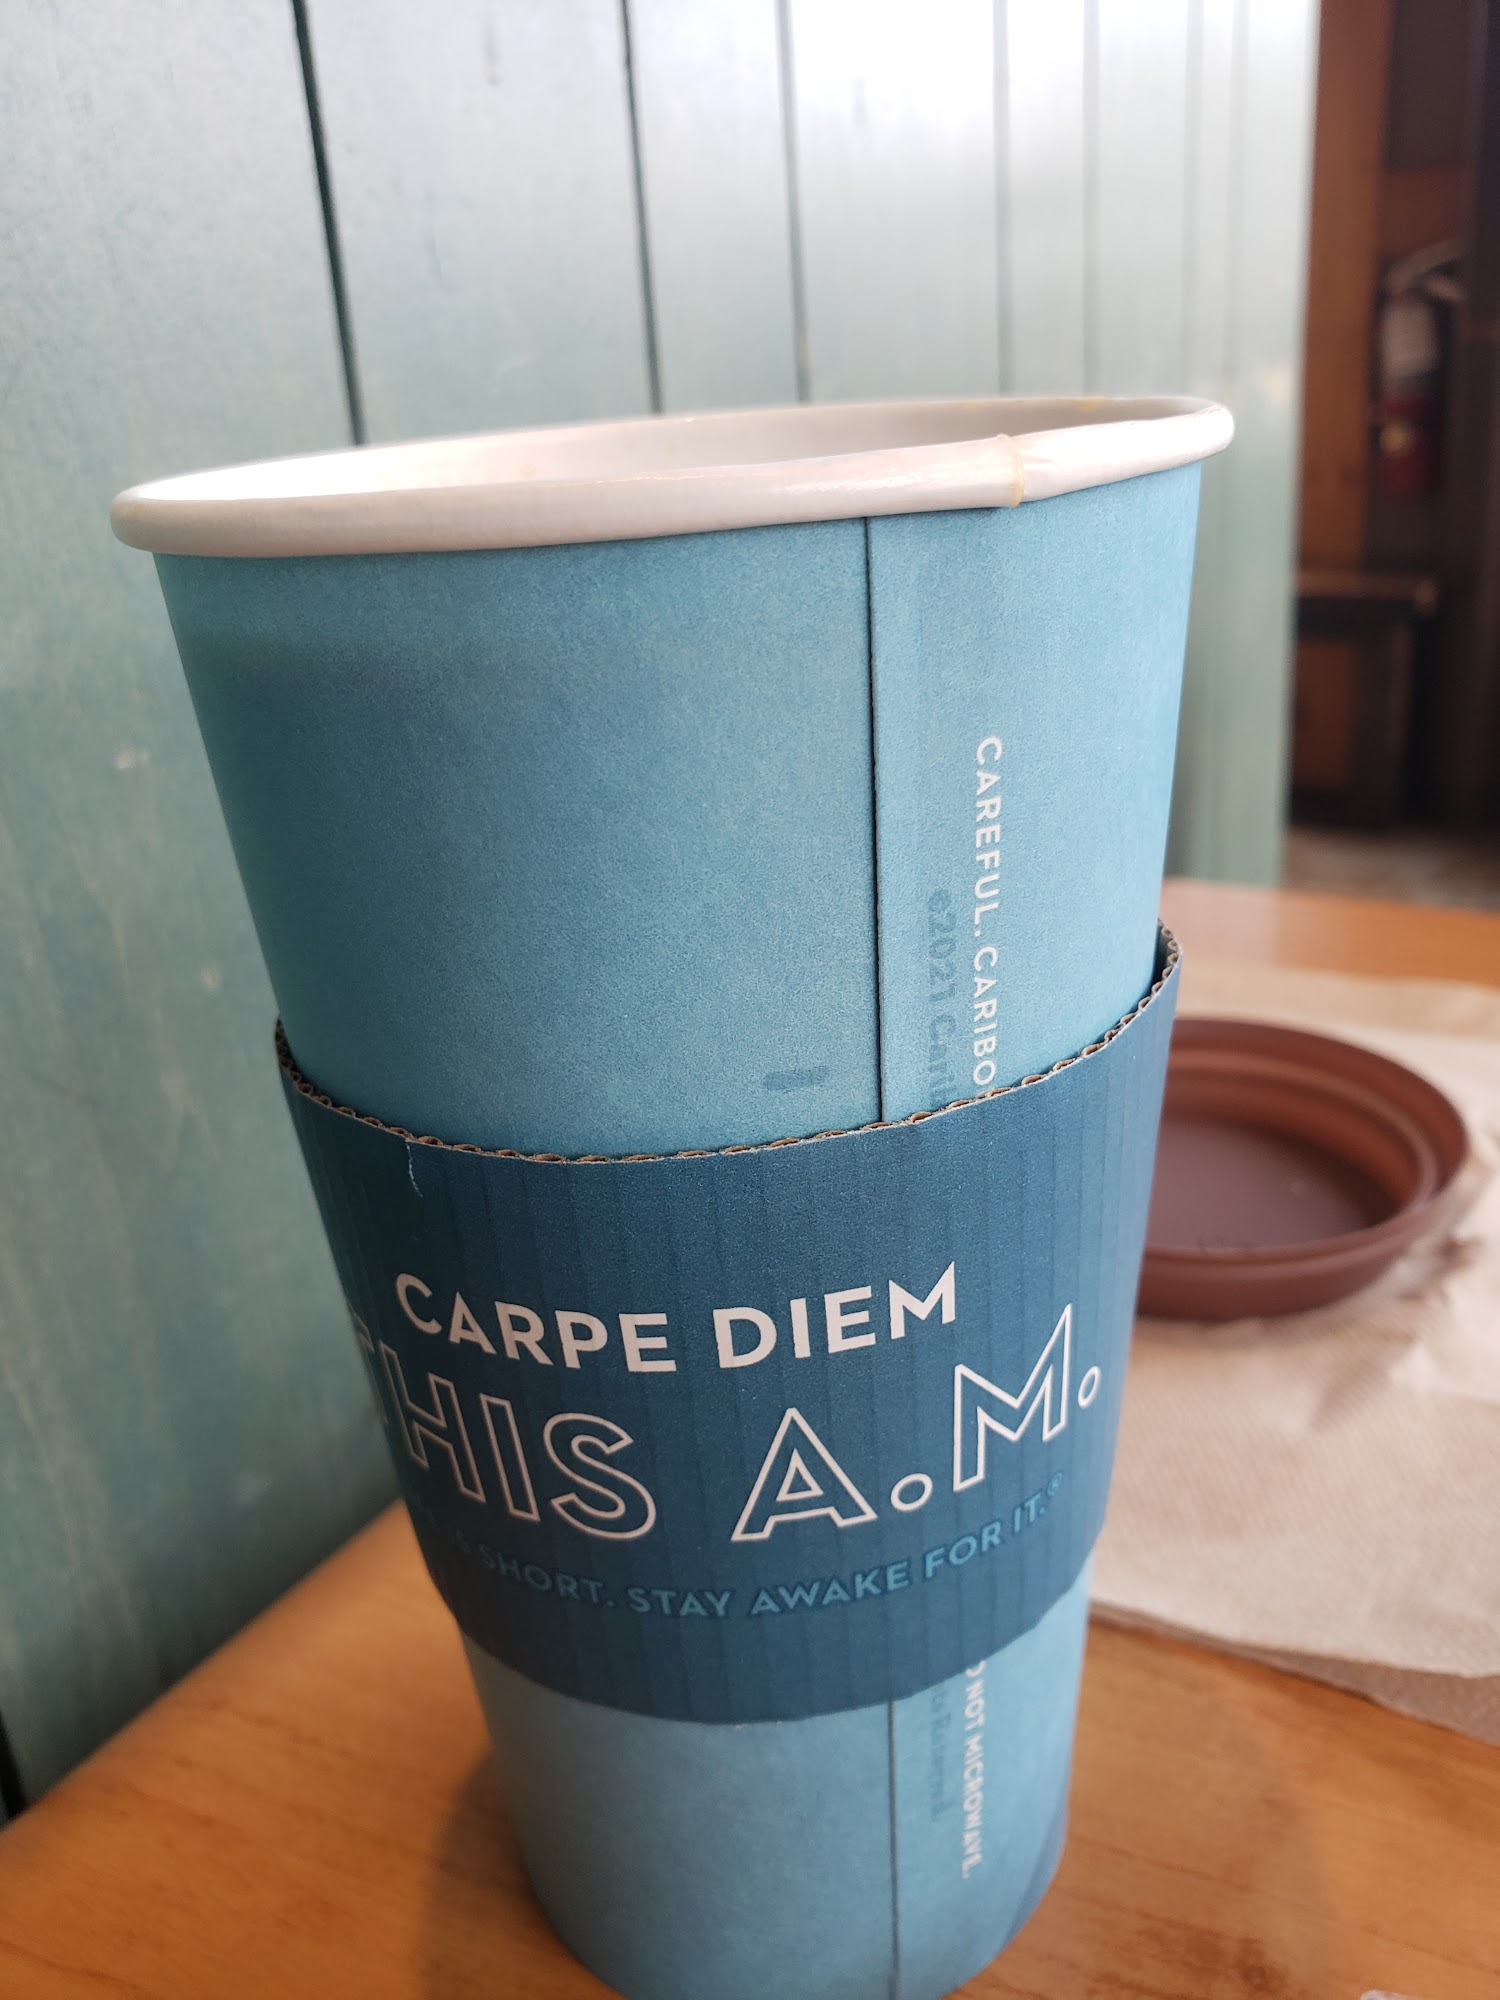 CAREFUL. CARIBO
©2021 Carib
CARPE DIEM
THIS A.M.
SHORT. STAY AWAKE FOR IT.®
NOT MICROWAVE.